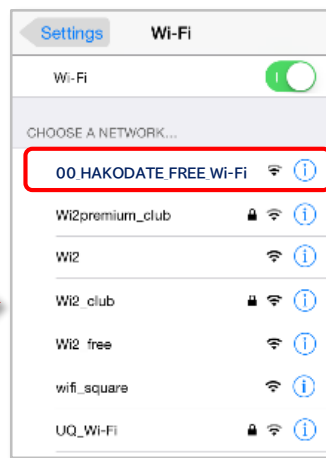 Settings Wi-Fi
Wi-Fi
CHOOSE A NETWORK...
00_HAKODATE_FREE_Wi-Fi
Wi2premium_club
Wi2
Wi2_club
Wi2_free
wifi_square
UQ_Wi-Fi